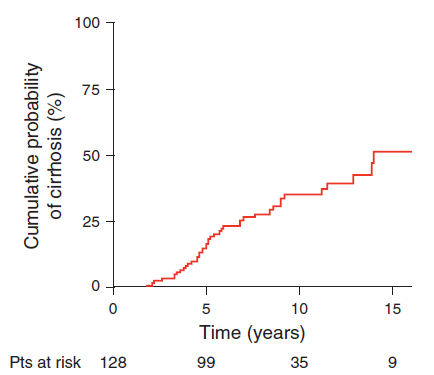 100
75
50
25
0
Cumulative probability
of cirrhosis (%)
0 5 10 15
Time (years)
Pts at risk 128 99 35 9